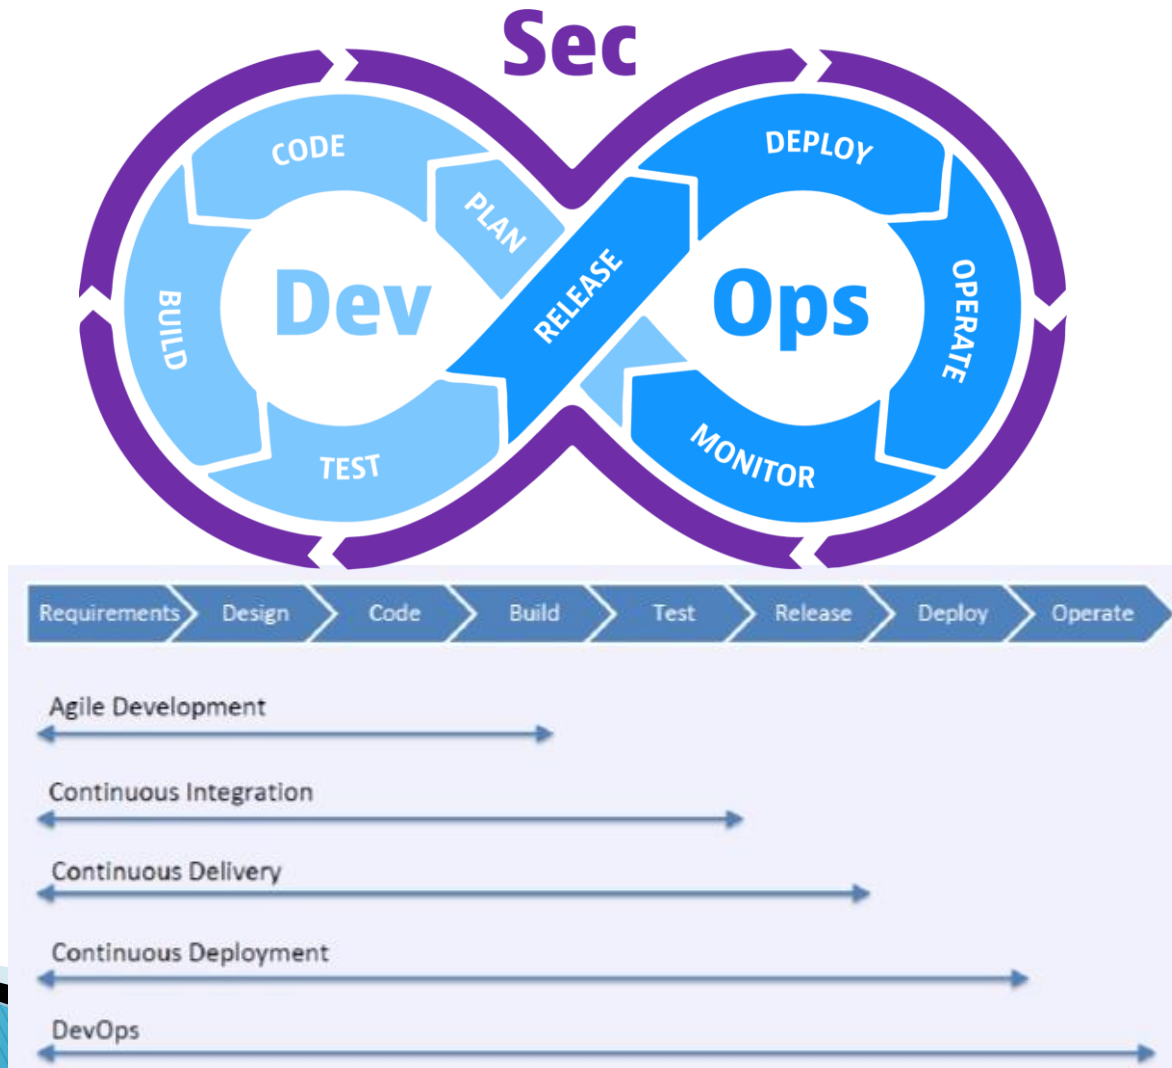 Sec
CODE
PLAN
BUILD
Dev
TEST
RELEASE
DEPLOY
OPERATE
Ops
MONITOR
Requirements Design Code Build Test Release Deploy Operate
Agile Development
Continuous Integration
Continuous Delivery
Continuous Deployment
DevOps